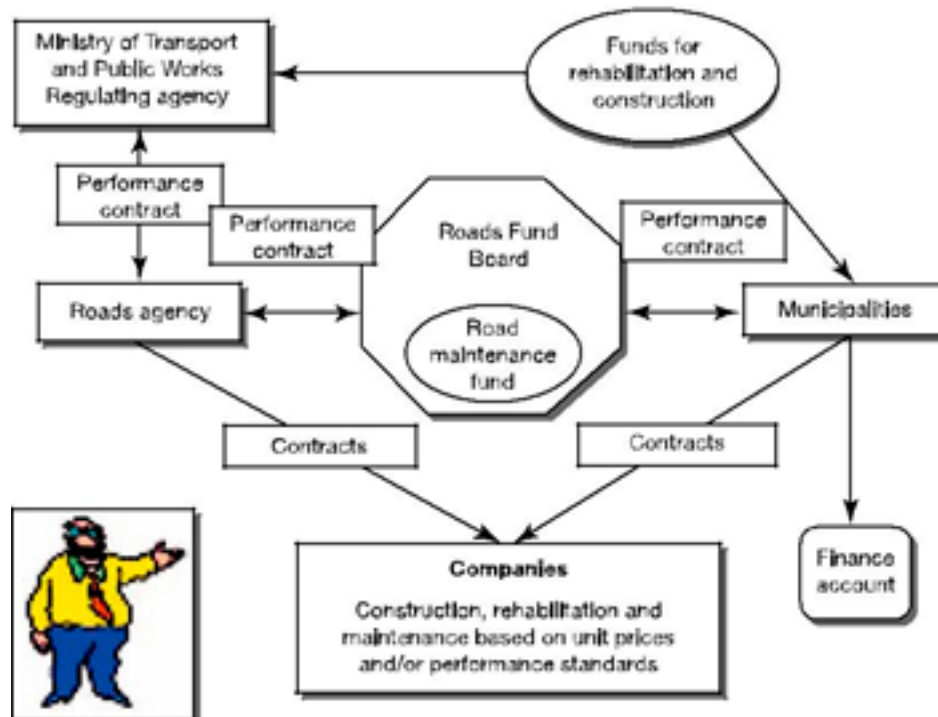 Ministry of Transport
and Public Works
Regulating agency
Funds for
rehabilitation and
construction
Performance
contract
Performance
contract
Roads Fund
Board
Performance
contract
Roads agency
Road
maintenance
fund
Municipalities
Contracts
Contracts
Companies
Construction, rehabilitation and
maintenance based on unit prices
and/or performance standards
Finance
account